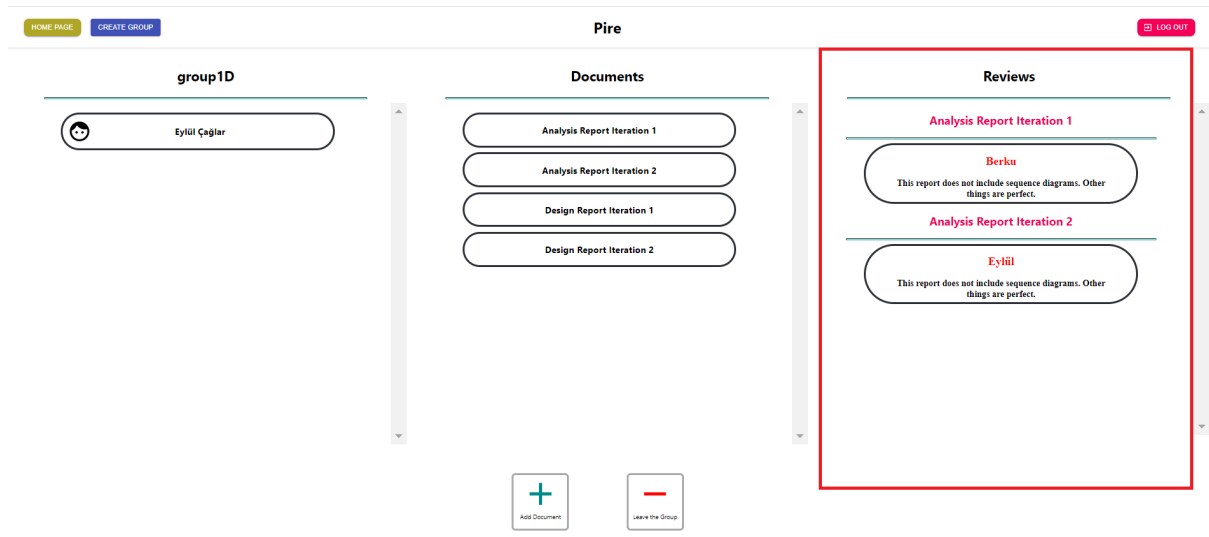 HOME PAGE
CREATE GROUP
Pire
LOG OUT
group1D
Eylül Çağlar
Documents
Analysis Report Iteration 1
Analysis Report Iteration 2
Design Report Iteration 1
Design Report Iteration 2
Reviews
Analysis Report Iteration 1
Berku
This report does not include sequence diagrams. Other
things are perfect.
Analysis Report Iteration 2
Eylül
This report does not include sequence diagrams. Other
things are perfect.
Add Document
Leave the Group